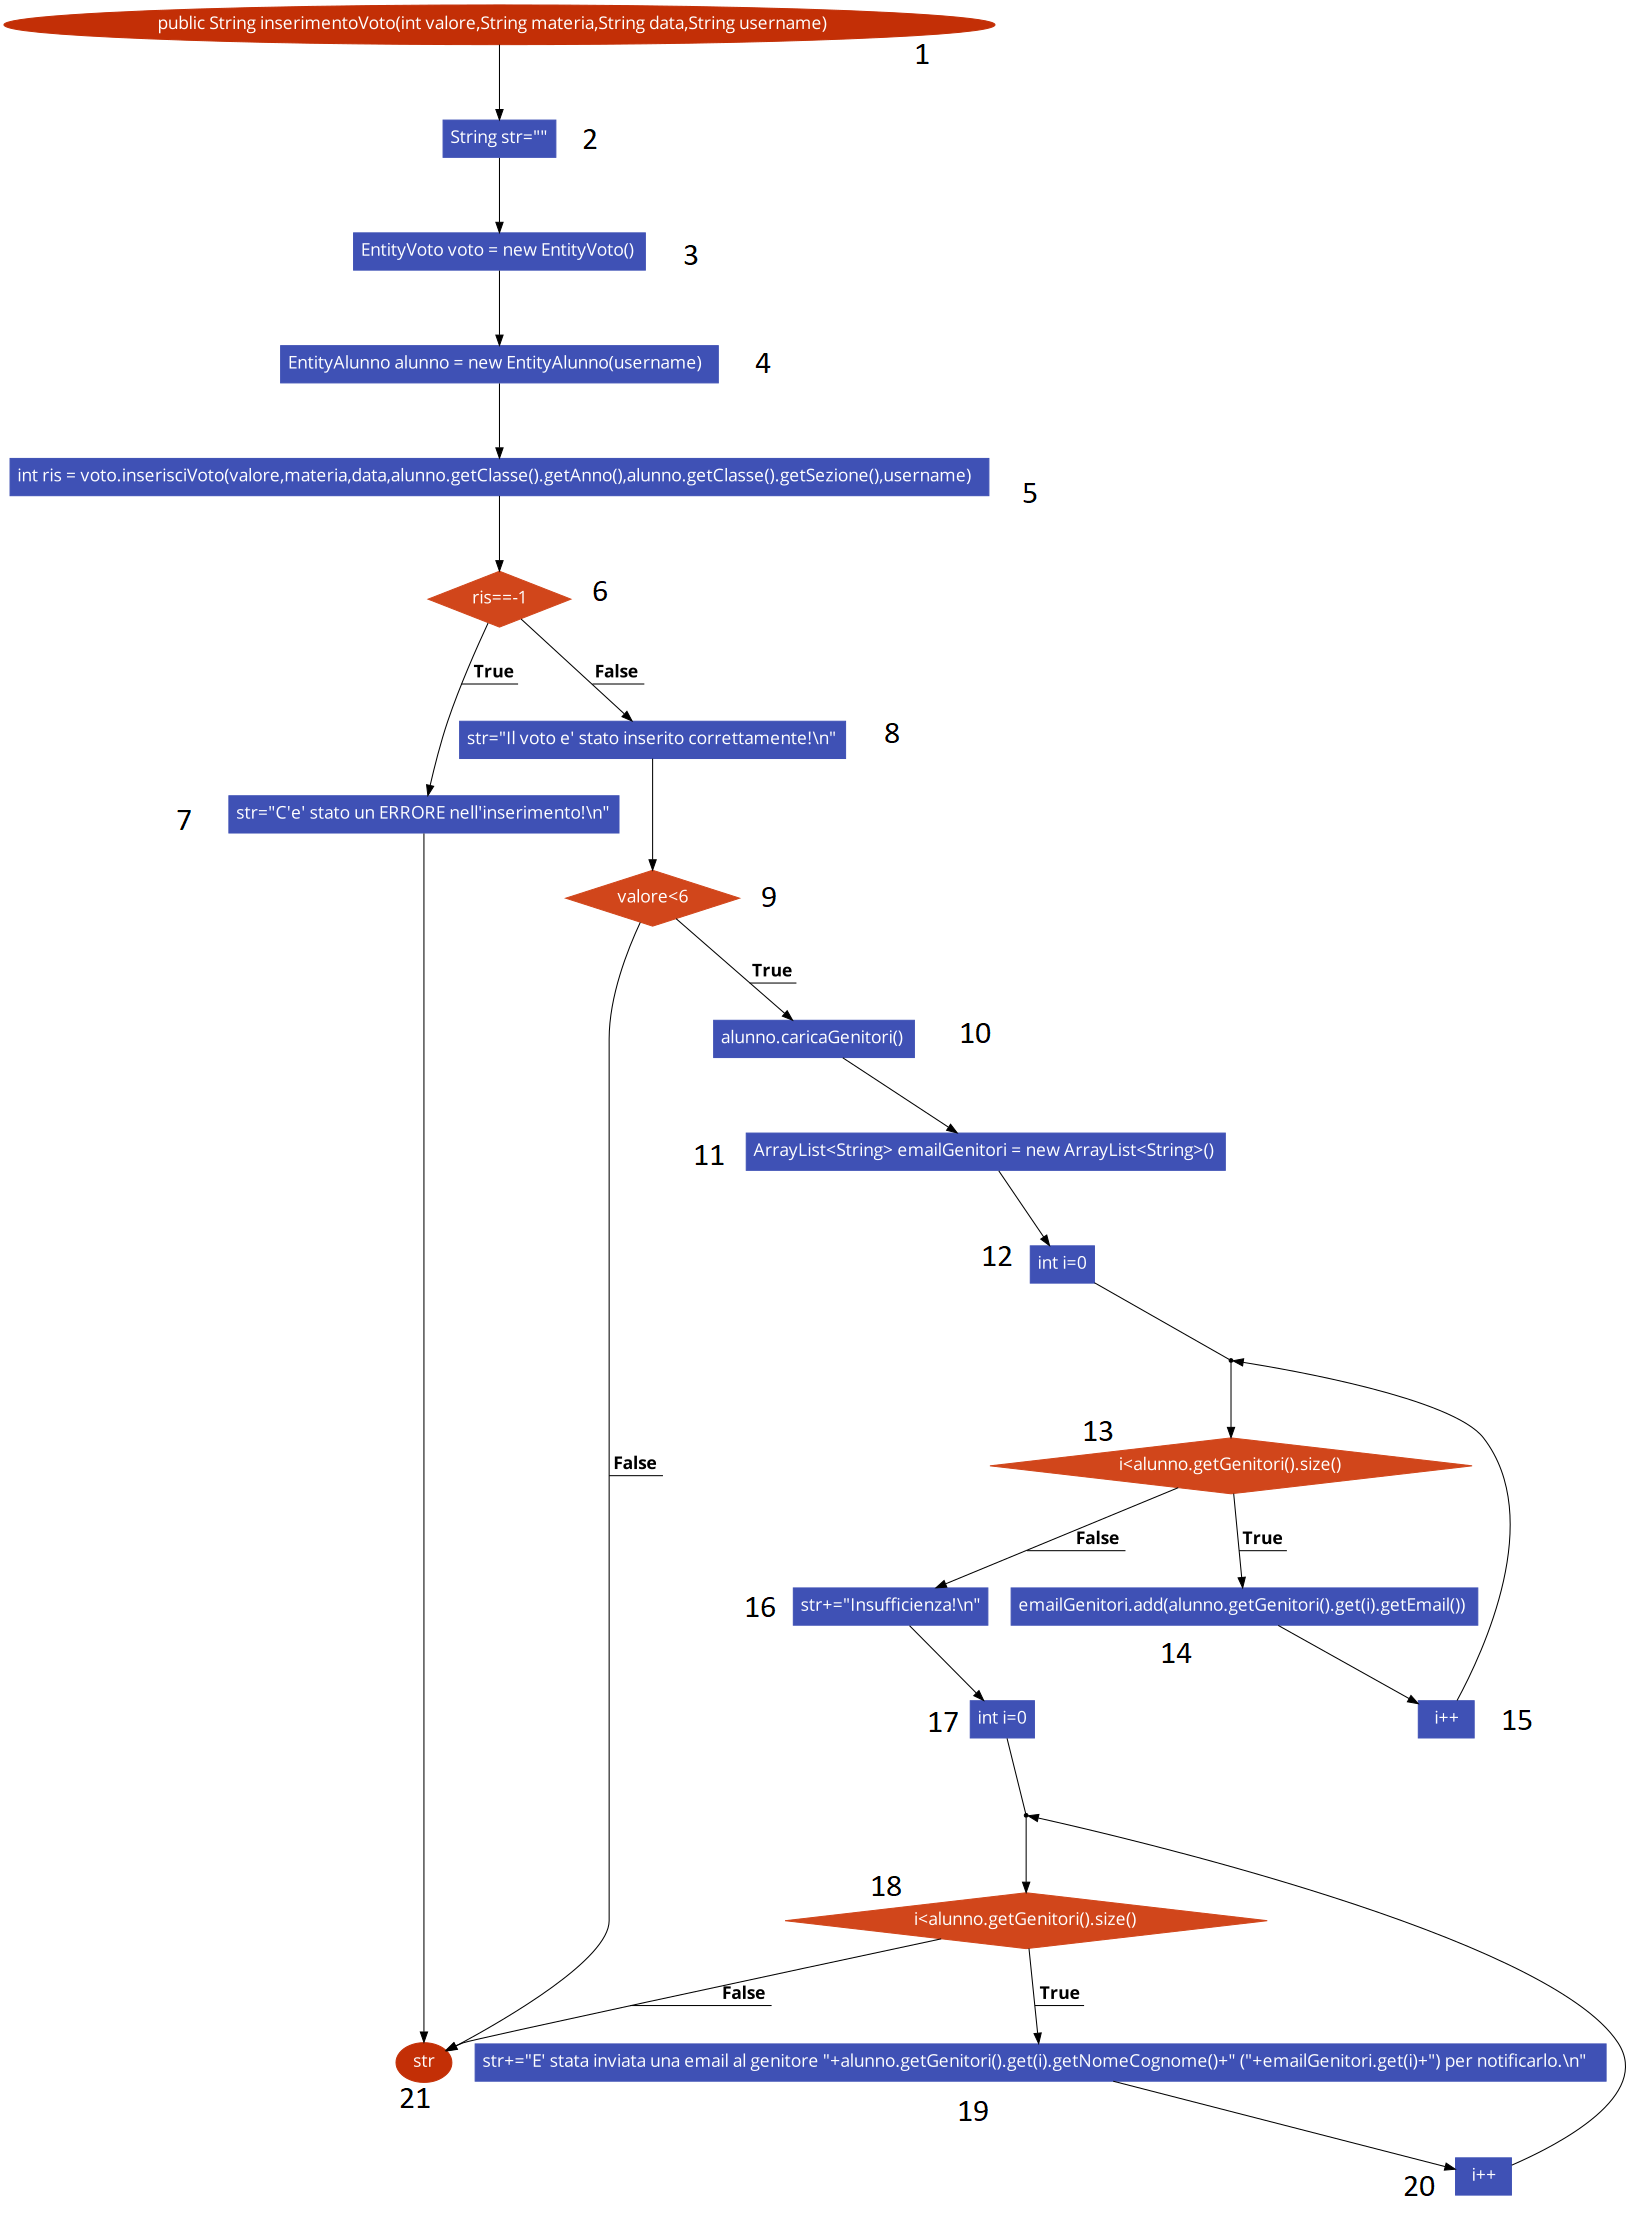 public String inserimentoVoto(int valore,String materia,String data,String username)
1
String str=""
2
EntityVoto voto = new EntityVoto()
3
EntityAlunno alunno = new EntityAlunno(username)
4
int ris = voto.inserisciVoto(valore,materia,data,alunno.getClasse().getAnno(),alunno.getClasse().getSezione(),username)
5
ris==-1
6
True
False
str="Il voto e' stato inserito correttamente!\n"
8
7
str="C'e' stato un ERRORE nell'inserimento!\n"
valore<6
9
True
alunno.caricaGenitori()
10
11
ArrayList<String> emailGenitori = new ArrayList<String>()
12
int i=0
13
i<alunno.getGenitori().size()
False
False
True
16
str+="Insufficienza!\n"
emailGenitori.add(alunno.getGenitori().get(i).getEmail())
14
17
int i=0
i++
15
18
i<alunno.getGenitori().size()
False
True
str
str+="E' stata inviata una email al genitore "+alunno.getGenitori().get(i).getNomeCognome()+" ("+emailGenitori.get(i)+") per notificarlo.\n"
21
19
i++
20